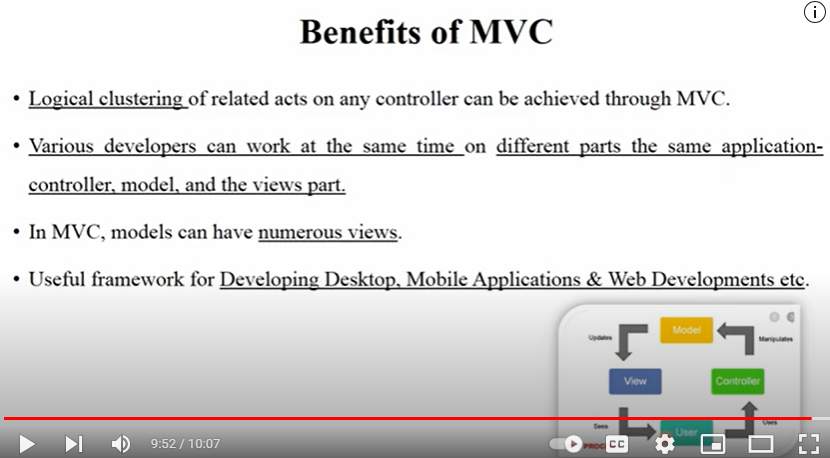 Benefits of MVC
• Logical clustering of related acts on any controller can be achieved through MVC.
• Various developers can work at the same time on different parts the same application-
controller, model, and the views part.
• In MVC, models can have numerous views.
• Useful framework for Developing Desktop, Mobile Applications & Web Developments etc.
Model
Updates
Manipulates
View
Controller
Sees
Uses
User
9:52 / 10:07
CC